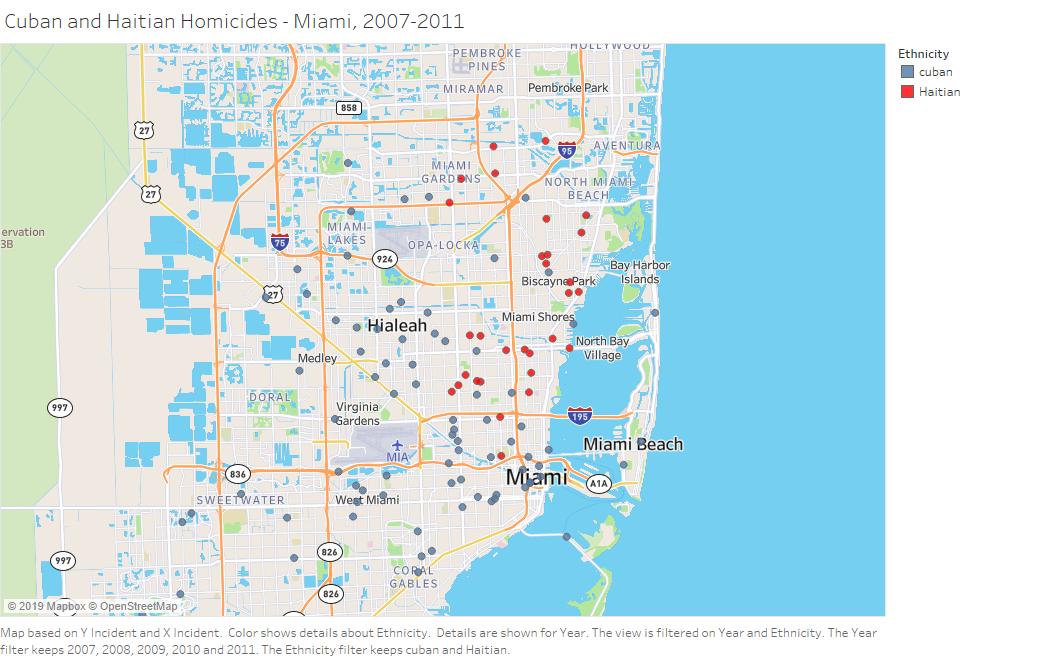 Cuban and Haitian Homicides - Miami, 2007-2011
Ethnicity
cuban
Haitian
PEMBROKE
PINES
HOLLYWOOD
MIRAMAR
Pembroke Park
858
27
95
AVENTURA
MIAMI
GARDENS
NORTH MIAMI
BEACH
27
ervation
3B
MIAMI
LAKES
75
OPA-LOCKA
924
Bay Harbor
Islands
Biscayne Park
27
Miami Shores
Hialeah
North Bay
Village
Medley
DORAL
997
Virginia
Gardens
195
MIA
Miami Beach
836
Miami
A1A
SWEETWATER
West Miami
826
997
CORAL
GABLES
826
© 2019 Mapbox © OpenStreetMap
Map based on Y Incident and X Incident.  Color shows details about Ethnicity.  Details are shown for Year. The view is filtered on Year and Ethnicity. The Year
filter keeps 2007, 2008, 2009, 2010 and 2011. The Ethnicity filter keeps cuban and Haitian.